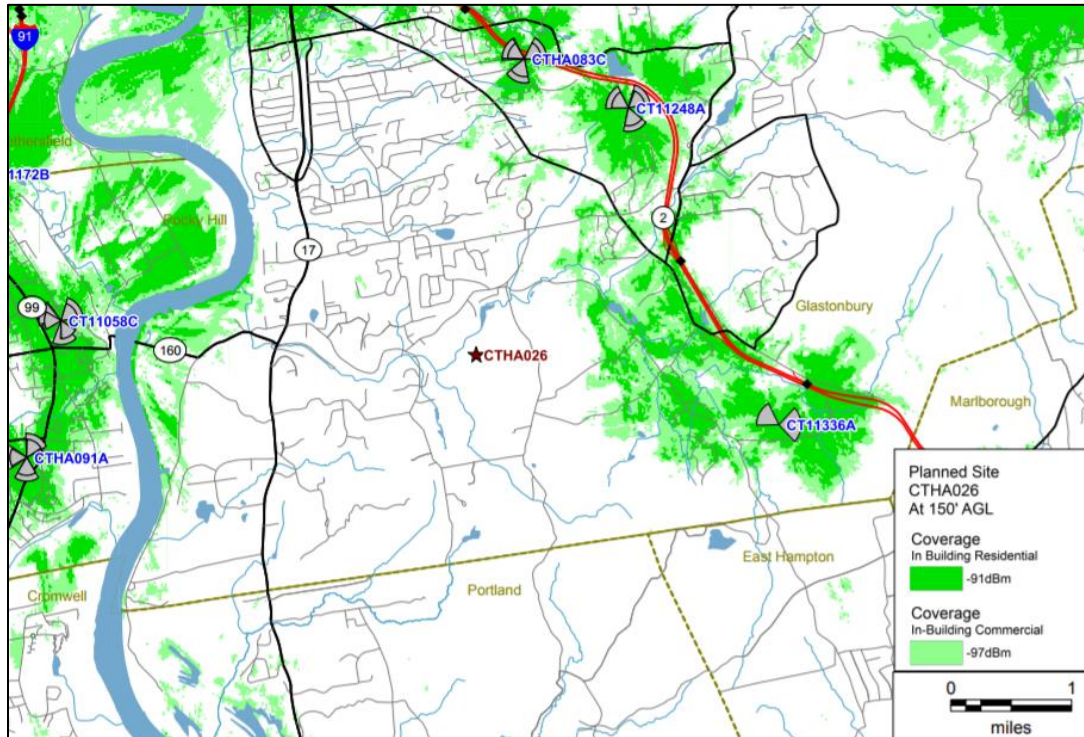 91
CTHA083C
CT11248A
1172B
Rocky Hill
2
17
Glastonbury
99
CT11058C
160
CTHA026
Marlborough
CT11336A
CTHA091A
East Hampton
Portland
Cromwell
Planned Site
CTHA026
At 150' AGL
Coverage
In Building Residential
-91dBm
Coverage
In-Building Commercial
-97dBm
0 1
miles